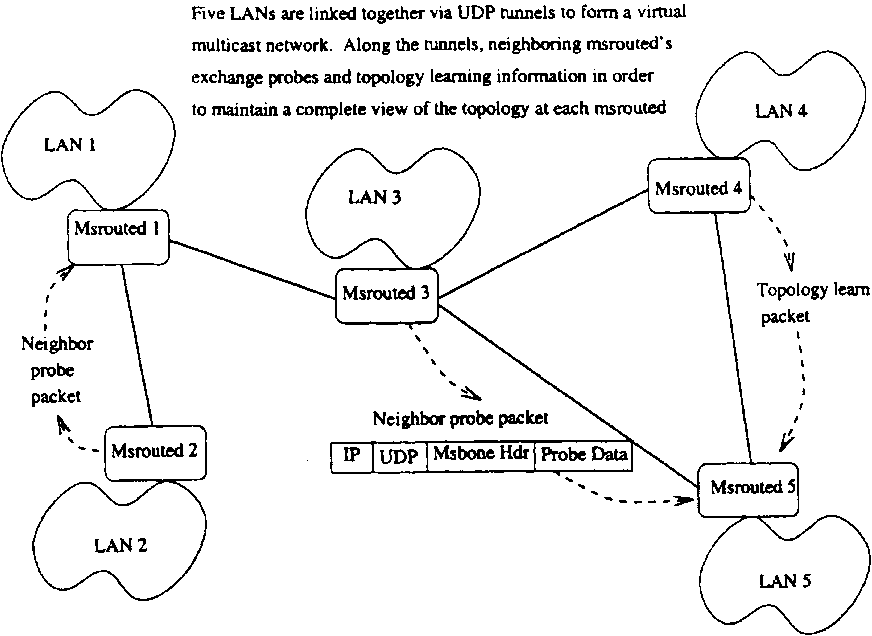 Five LANs are linked together via UDP tunnels to form a virtual
multicast network. Along the tunnels, neighboring msrouted's
exchange probes and topology learning information in order
to maintain a complete view of the topology at each msrouted
LAN 4
LAN 1
Msrouted 4
LAN 3
Msrouted 1
Msrouted 3
Topology learn
packet
Neighbor
probe
packet
Neighbor probe packet
Msrouted 2
IP UDP Msbone Hdr Probe Data
Msrouted 5
LAN 2
LAN 5